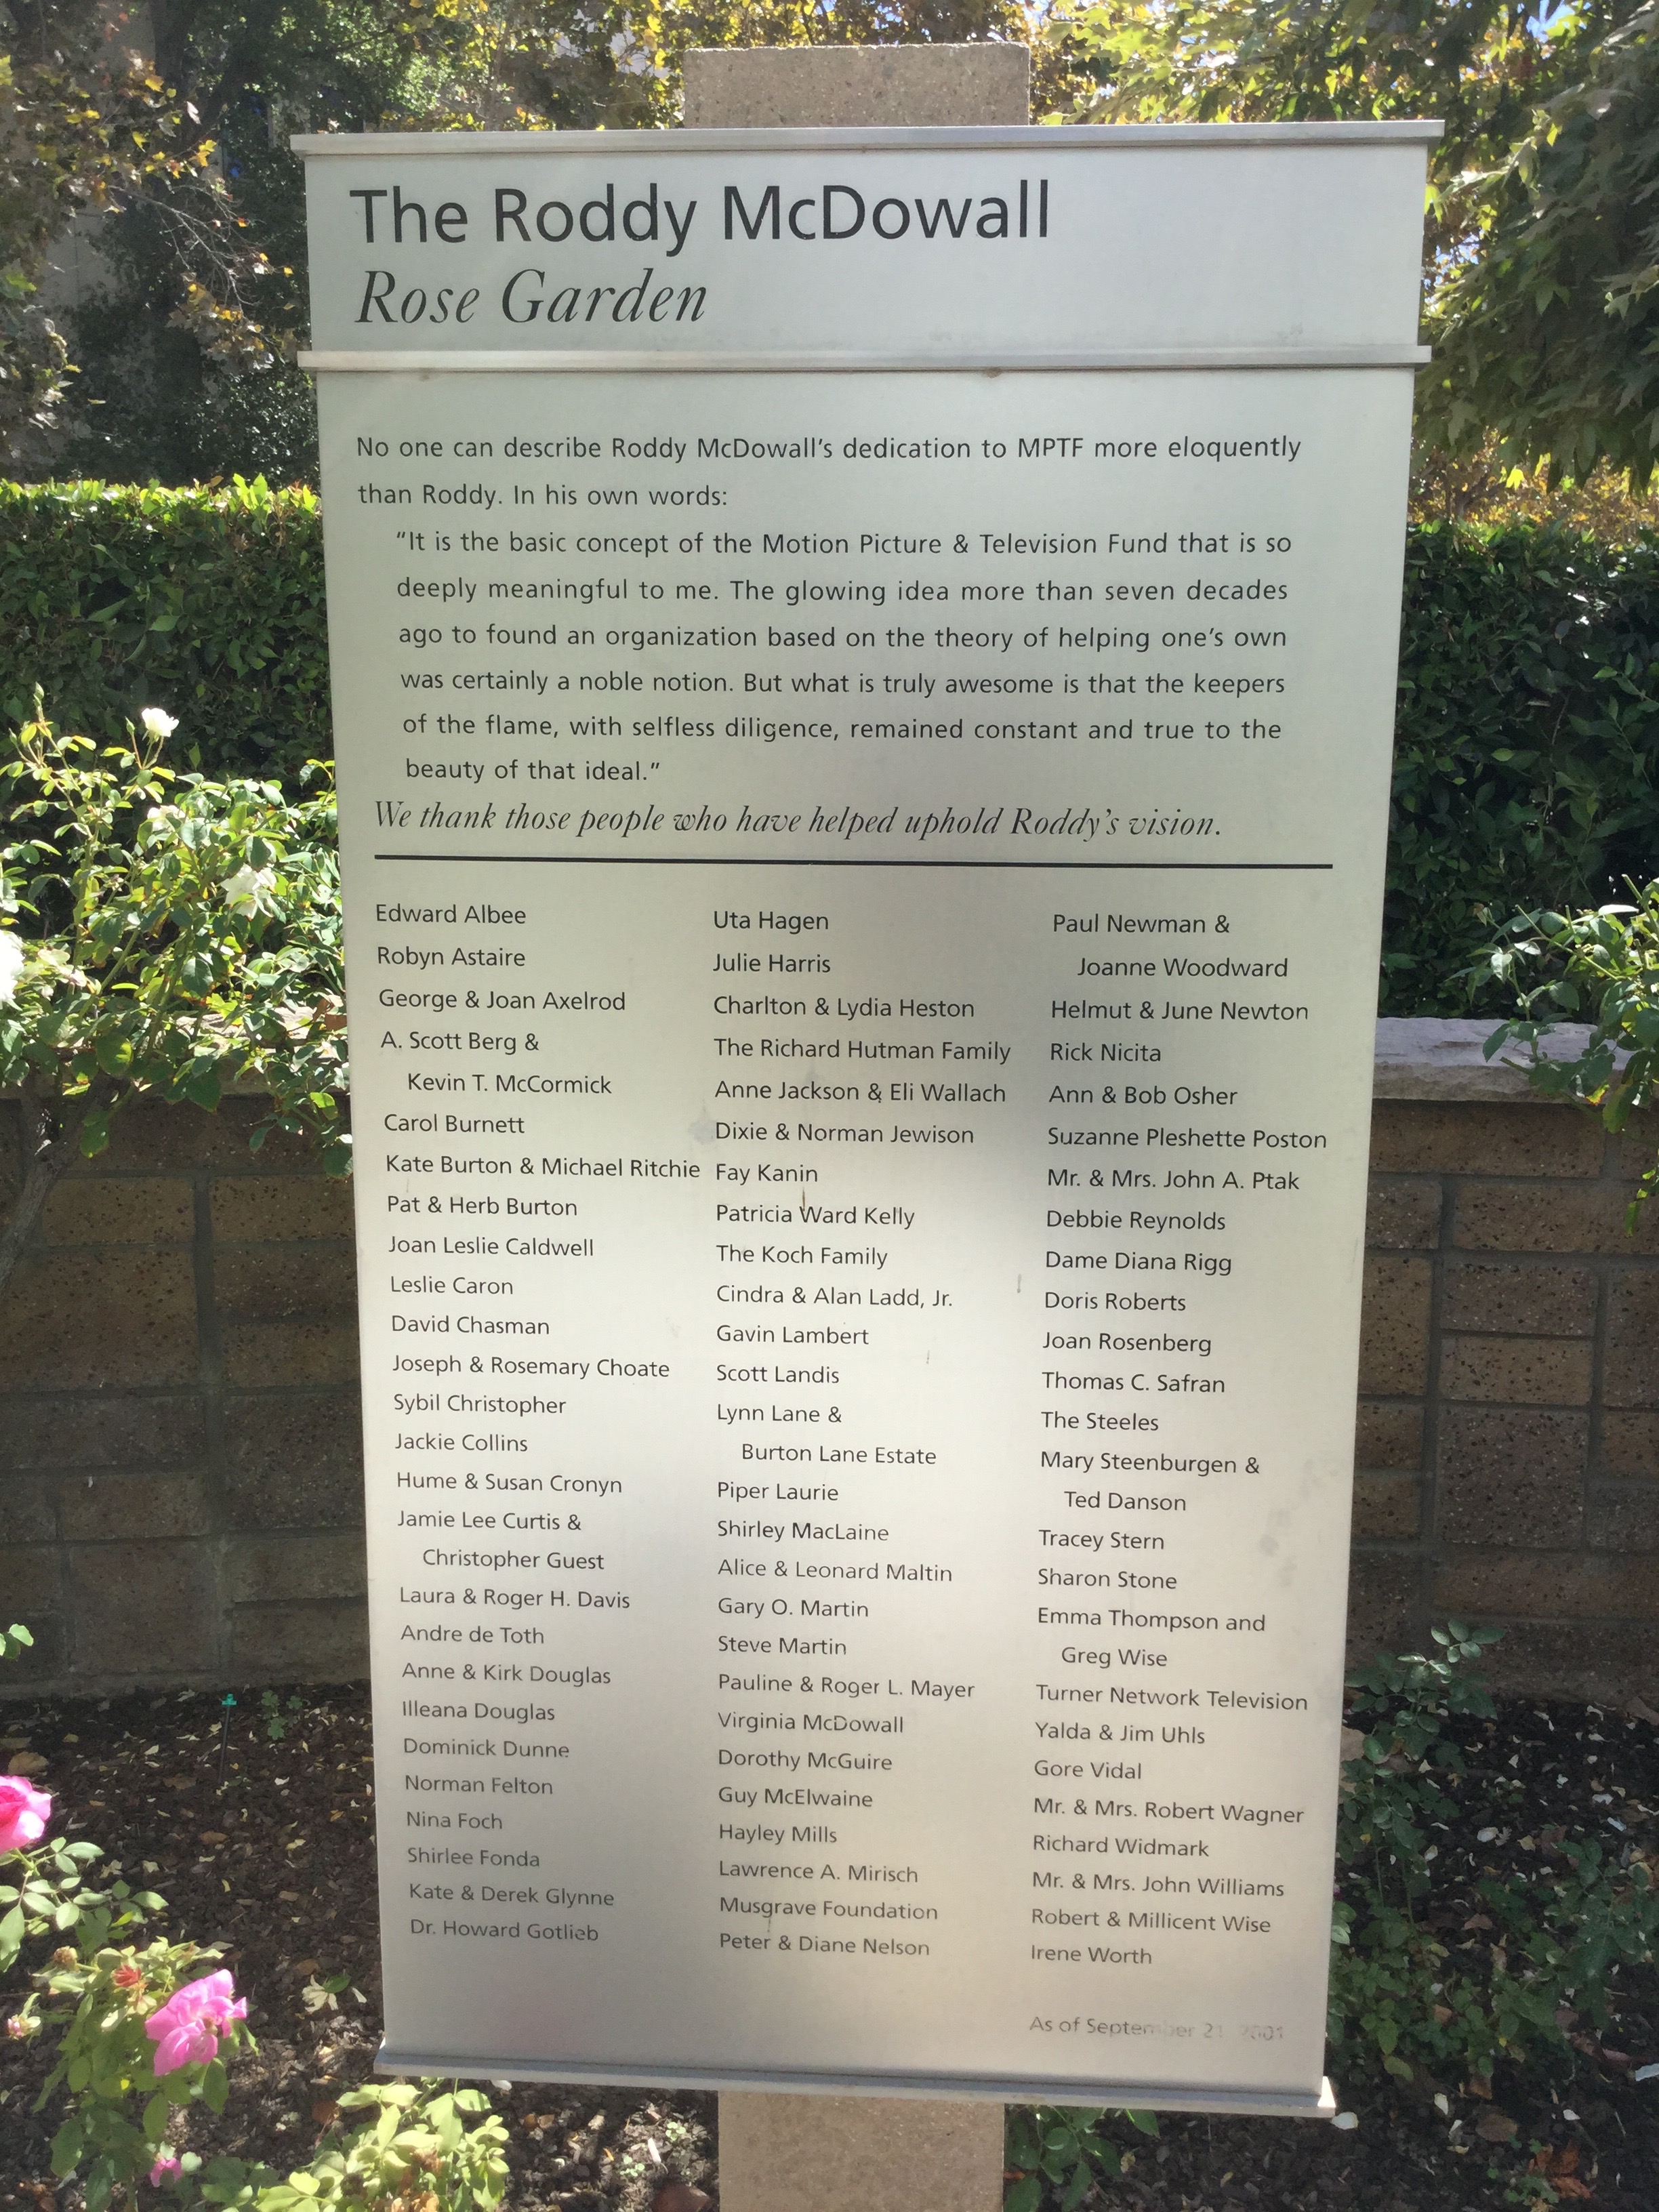 The Roddy McDowall
Rose Garden
No one can describe Roddy McDowall's dedication to MPTF more eloquently
than Roddy. In his own words:
"It is the basic concept of the Motion Picture & Television Fund that is so
deeply meaningful to me. The glowing idea more than seven decades
ago to found an organization based on the theory of helping one's own
was certainly a noble notion. But what is truly awesome is that the keepers
of the flame, with selfless diligence, remained constant and true to the
beauty of that ideal."
We thank those people who have helped uphold Roddy's vision.
Edward Albee
Robyn Astaire
George & Joan Axelrod
A. Scott Berg &
Kevin T. McCormick
Carol Burnett
Kate Burton & Michael Ritchie
Pat & Herb Burton
Joan Leslie Caldwell
Leslie Caron
David Chasman
Joseph & Rosemary Choate
Sybil Christopher
Jackie Collins
Hume & Susan Cronyn
Jamie Lee Curtis &
Christopher Guest
Laura & Roger H. Davis
Andre de Toth
Anne & Kirk Douglas
Illeana Douglas
Dominick Dunne
Norman Felton
Nina Foch
Shirlee Fonda
Kate & Derek Glynne
Dr. Howard Gotlieb
Uta Hagen
Julie Harris
Charlton & Lydia Heston
The Richard Hutman Family
Anne Jackson & Eli Wallach
Dixie & Norman Jewison
Fay Kanin
Patricia Ward Kelly
The Koch Family
Cindra & Alan Ladd, Jr.
Gavin Lambert
Scott Landis
Lynn Lane &
Burton Lane Estate
Piper Laurie
Shirley MacLaine
Alice & Leonard Maltin
Gary O. Martin
Steve Martin
Pauline & Roger L. Mayer
Virginia McDowall
Dorothy McGuire
Guy McElwaine
Hayley Mills
Lawrence A. Mirisch
Musgrave Foundation
Peter & Diane Nelson
Paul Newman &
Joanne Woodward
Helmut & June Newton
Rick Nicita
Ann & Bob Osher
Suzanne Pleshette Poston
Mr. & Mrs. John A. Ptak
Debbie Reynolds
Dame Diana Rigg
Doris Roberts
Joan Rosenberg
Thomas C. Safran
The Steeles
Mary Steenburgen &
Ted Danson
Tracey Stern
Sharon Stone
Emma Thompson and
Greg Wise
Turner Network Television
Yalda & Jim Uhls
Gore Vidal
Mr. & Mrs. Robert Wagner
Richard Widmark
Mr. & Mrs. John Williams
Robert & Millicent Wise
Irene Worth
As of September 21 2001